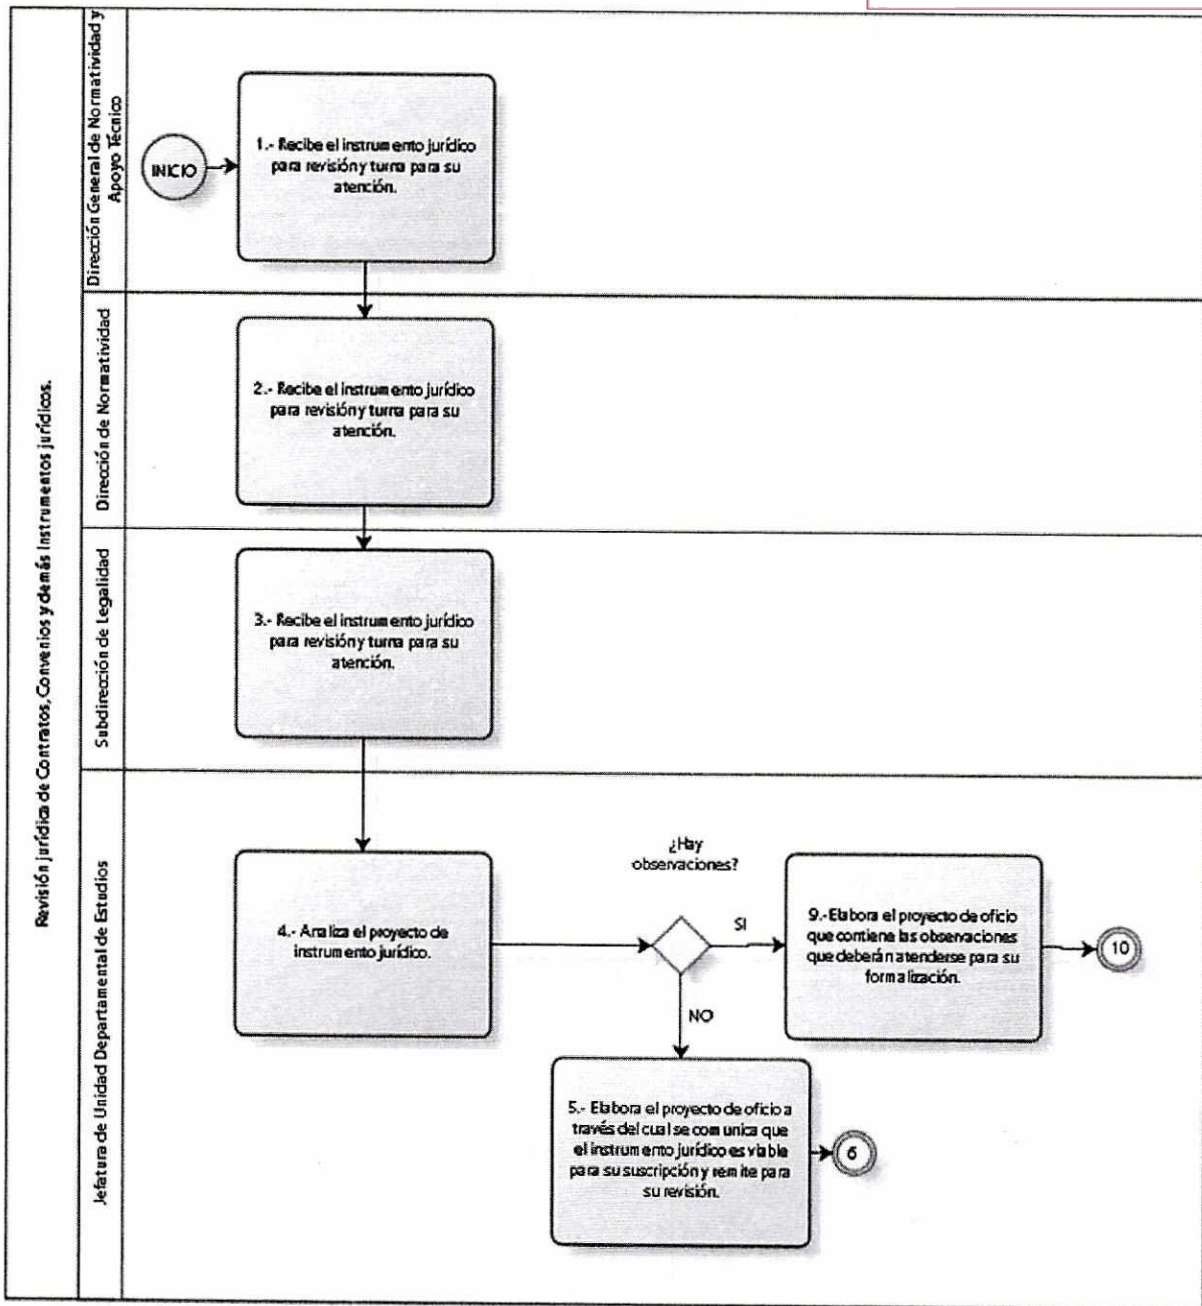 Revisión jurídica de Contratos, Convenios y demás Instrumentos jurídicos.
Dirección General de Normatividad y
Apoyo Técnico
INICIO
1.- Recibe el instrumento jurídico
para revisión y turna para su
atención.
Dirección de Normatividad
2.- Recibe el instrumento jurídico
para revisión y turna para su
atención.
Subdirección de Legalidad
3.- Recibe el instrumento jurídico
para revisión y turna para su
atención.
Jefatura de Unidad Departamental de Estudios
4.- Analiza el proyecto de
instrumento jurídico.
¿Hay
observaciones?
SI
9.-Elabora el proyecto de oficio
que contiene las observaciones
que deberán atenderse para su
formalización.
10
NO
5.- Elabora el proyecto de oficio a
través del cual se comunica que
el instrumento jurídico es viable
para su suscripción y remite para
su revisión.
6